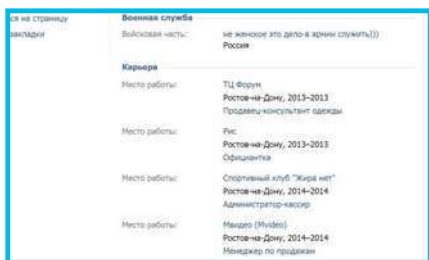 ся на страницу
закладки
Военная служба
Войсковая часть: не женское это дело-в армии служить)))
Россия
Карьера
Место работы: ТЦ Форум
Ростов-на-Дону, 2013–2013
Продавец-консультант одежды
Место работы: Рис
Ростов-на-Дону, 2013–2013
Официантка
Место работы: Спортивный клуб "Жира нет"
Ростов-на-Дону, 2014–2014
Администратор-кассир
Место работы: Мвидео (Mvideo)
Ростов-на-Дону, 2014–2014
Менеджер по продажам